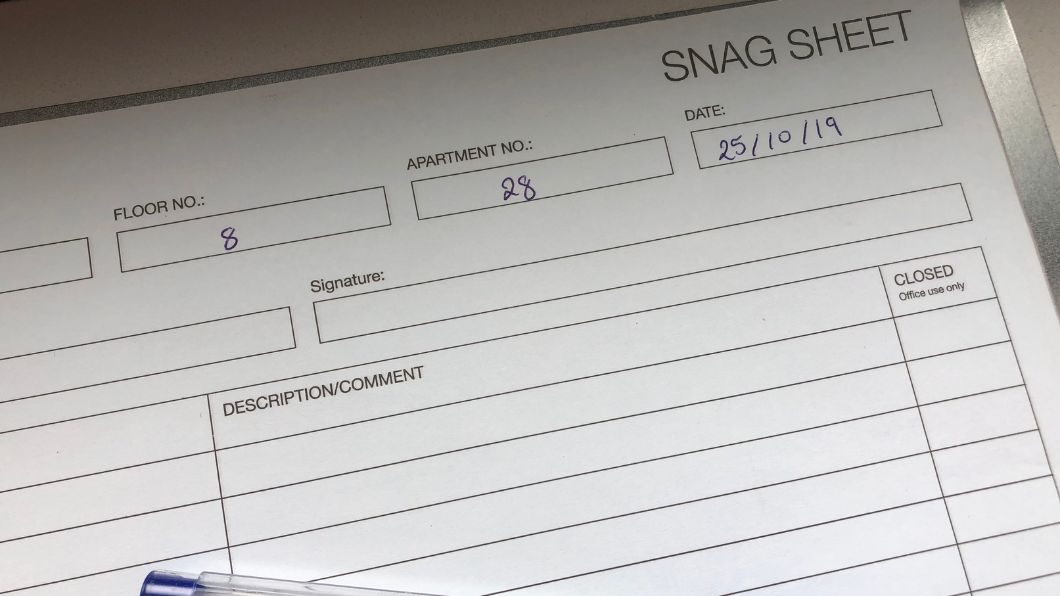 SNAG SHEET
FLOOR NO.: APARTMENT NO.: DATE:
8 28 25/10/19
Signature:
DESCRIPTION/COMMENT CLOSED
Office use only